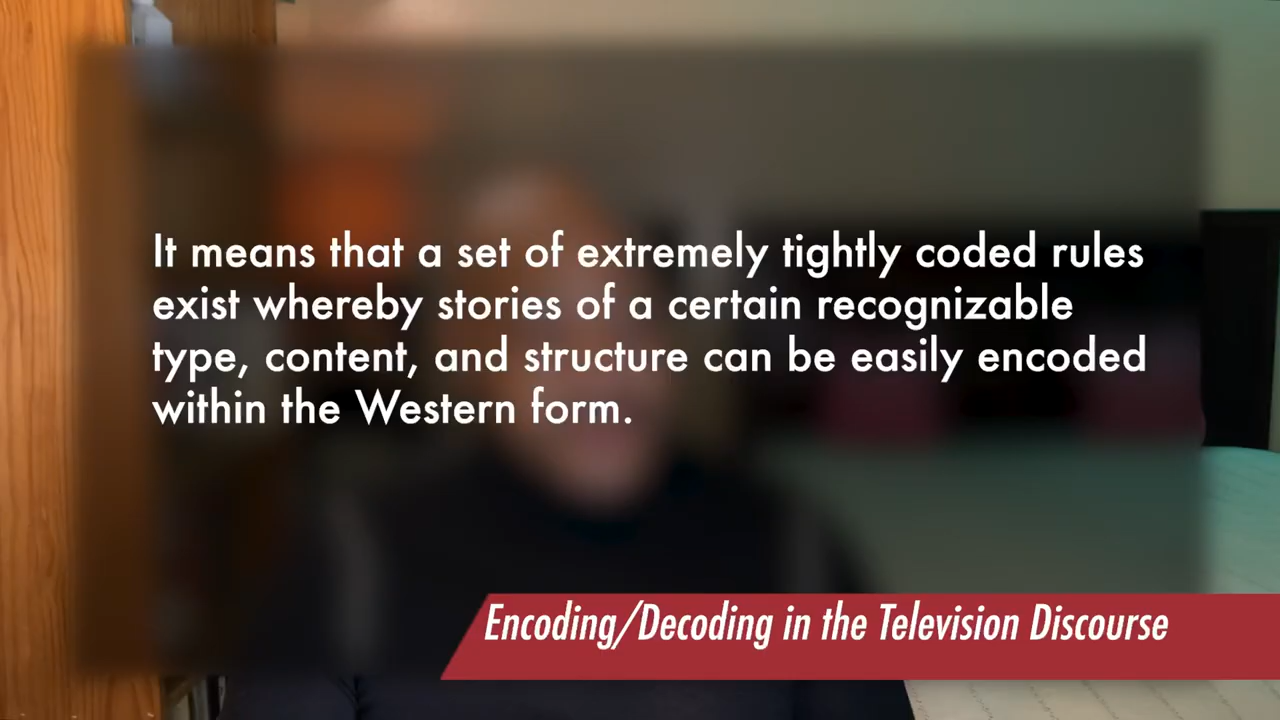 It means that a set of extremely tightly coded rules
exist whereby stories of a certain recognizable
type, content, and structure can be easily encoded
within the Western form.
Encoding/Decoding in the Television Discourse